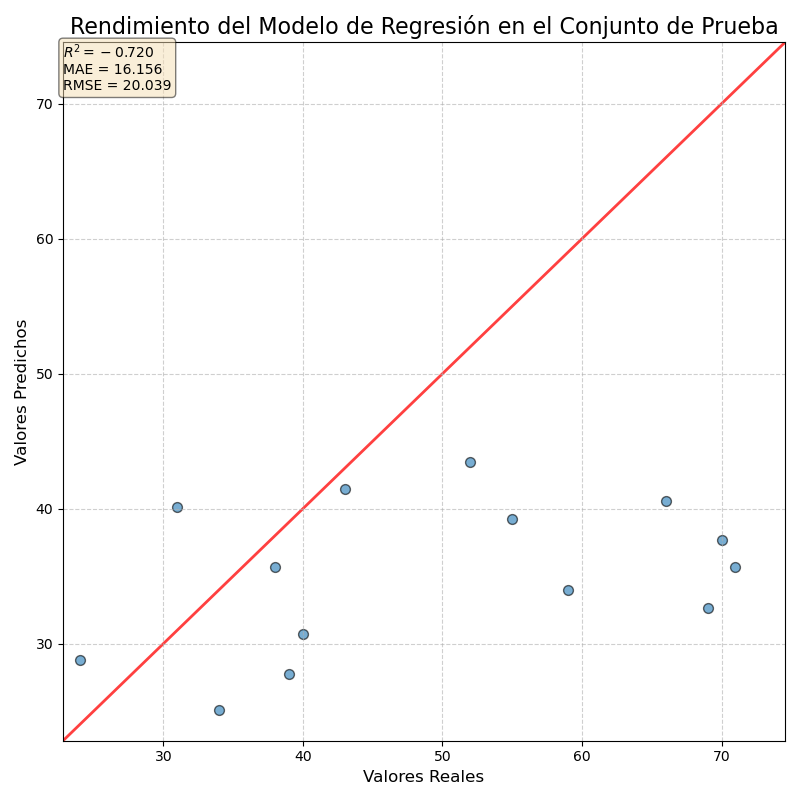 Rendimiento del Modelo de Regresión en el Conjunto de Prueba
R² = −0.720
MAE = 16.156
RMSE = 20.039
70
60
50
40
30
Valores Predichos
30 40 50 60 70
Valores Reales